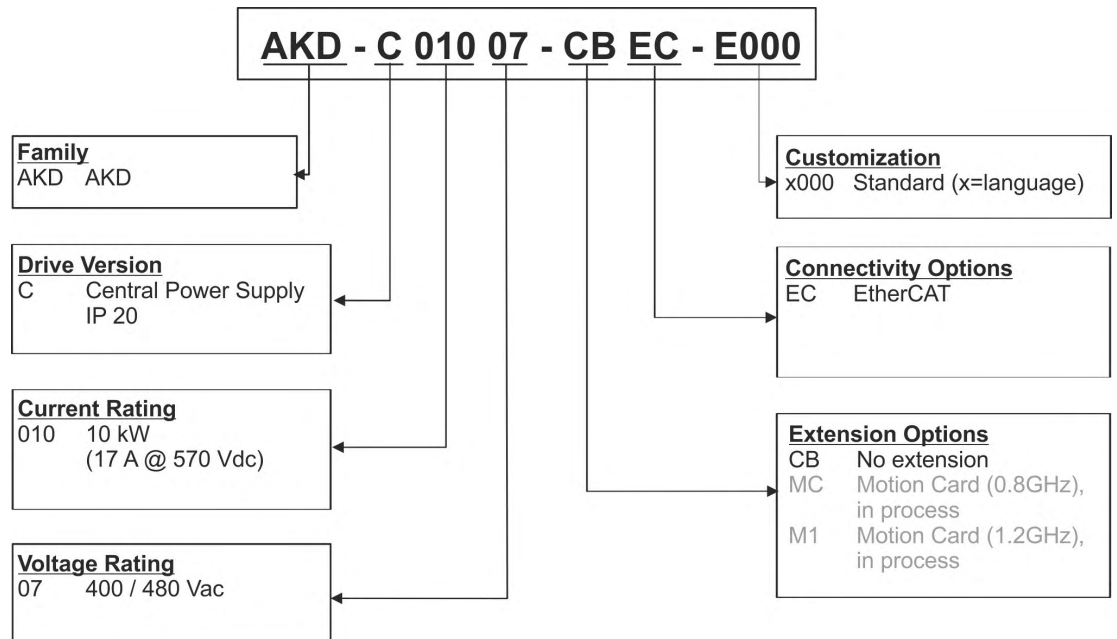 AKD - C 010 07 - CB EC - E000
Family
AKD AKD
Drive Version
C Central Power Supply
IP 20
Current Rating
010 10 kW
(17 A @ 570 Vdc)
Voltage Rating
07 400 / 480 Vac
Customization
x000 Standard (x=language)
Connectivity Options
EC EtherCAT
Extension Options
CB No extension
MC Motion Card (0.8GHz),
in process
M1 Motion Card (1.2GHz),
in process